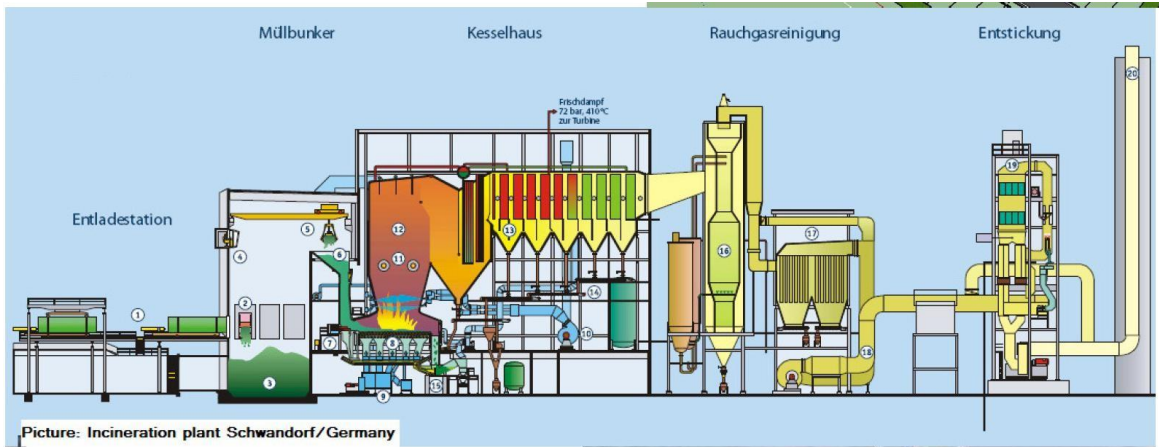 Müllbunker
Kesselhaus
Rauchgasreinigung
Entstickung
Frischdampf
72 bar, 410°C
zur Turbine
Entladestation
1
2
3
4
5
6
7
8
9
10
11
12
13
14
15
16
17
18
19
20
Picture: Incineration plant Schwandorf/Germany